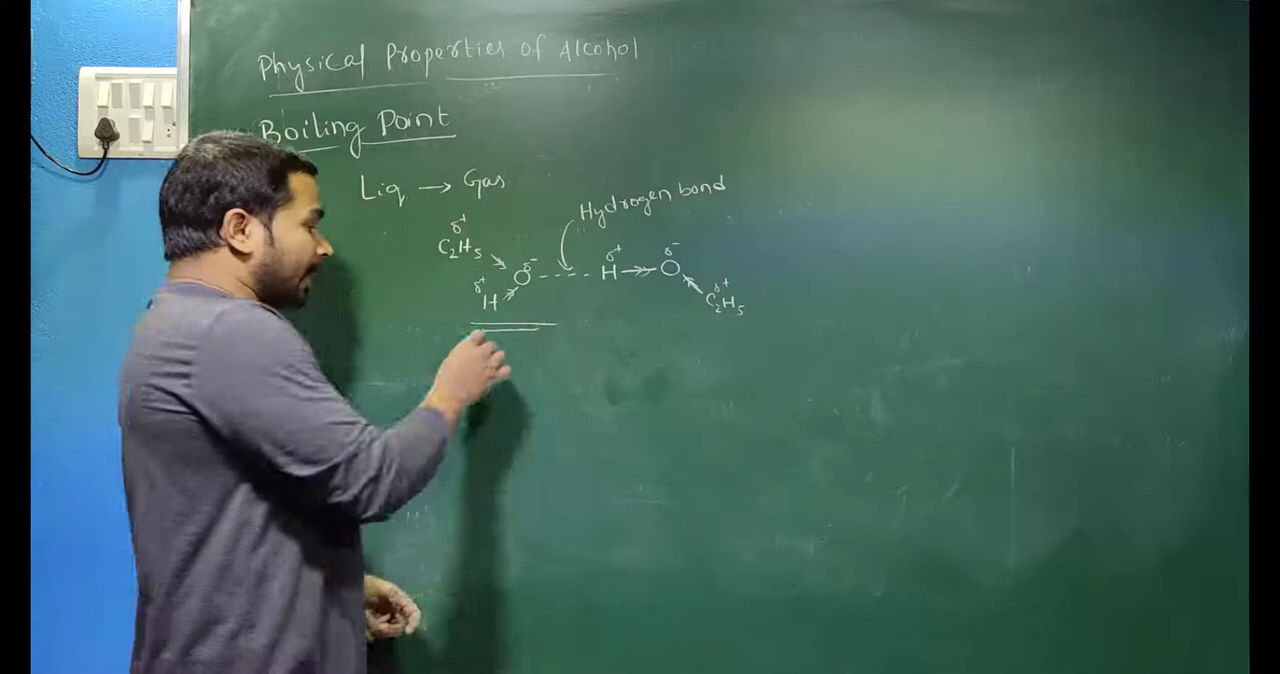 Physical Properties of Alcohol
Boiling Point
Liq. → Gas
Hydrogen bond
δ+ C2H5 → O δ- --- H δ+ → O δ-
δ+ H → O
δ+ C2H5